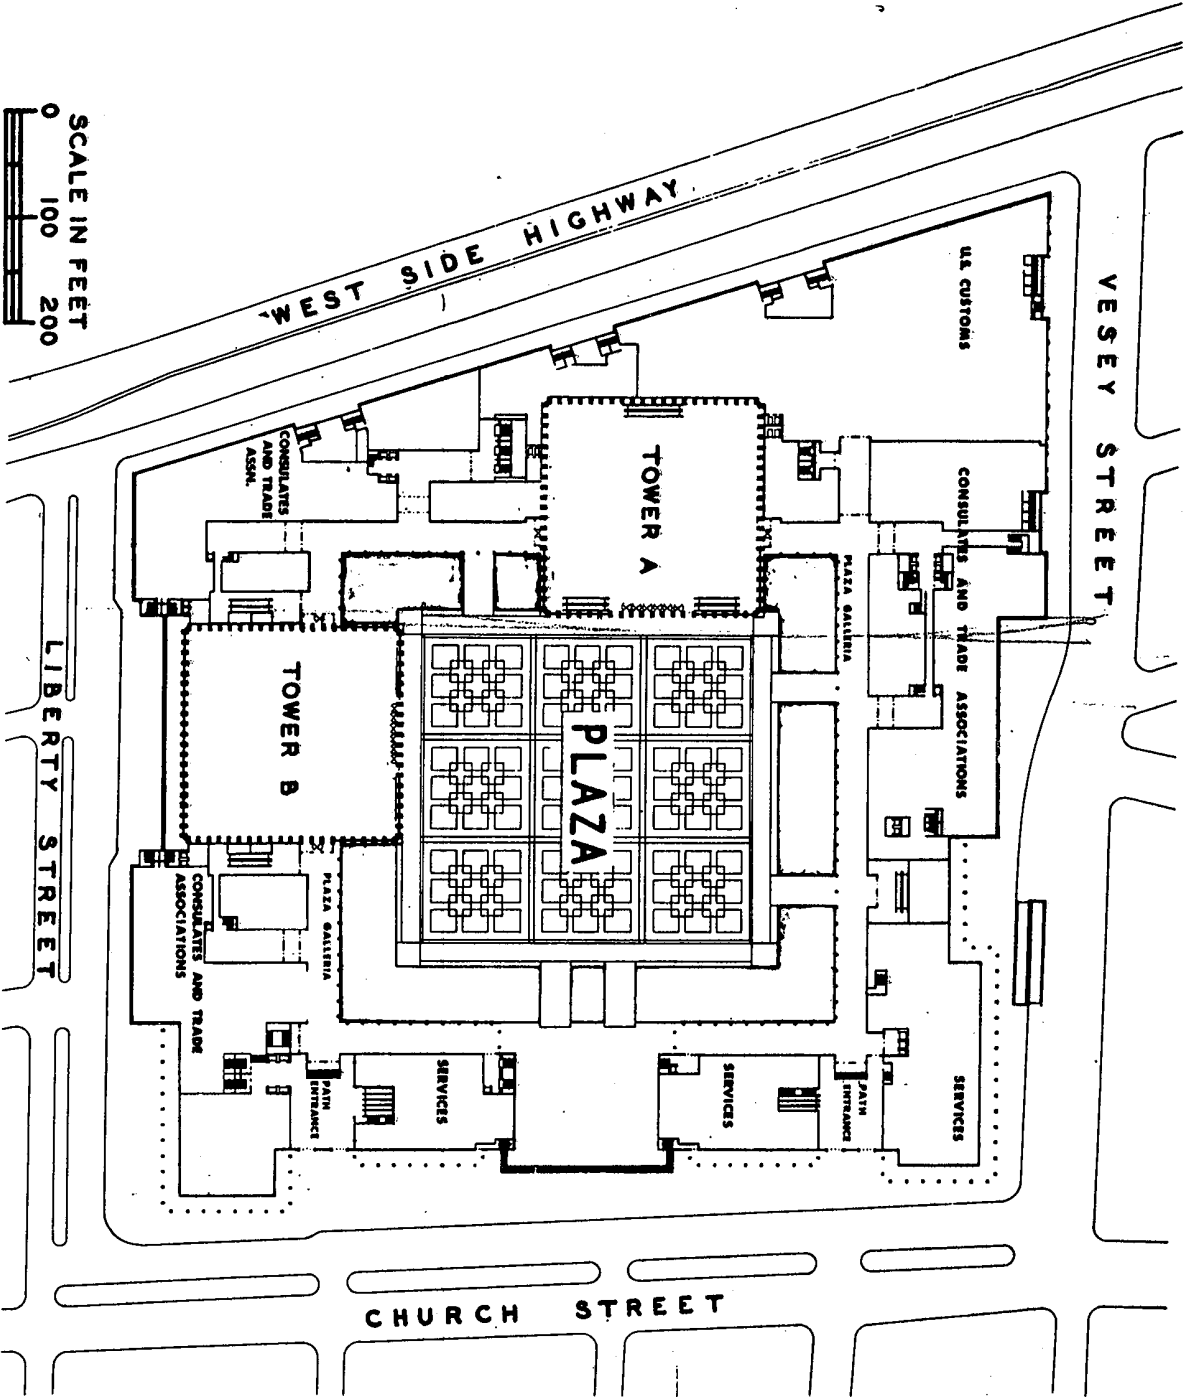 WEST SIDE HIGHWAY
SCALE IN FEET
0 100 200
VESEY STREET
U.S. CUSTOMS
CONSULATES AND TRADE ASSOCIATIONS
PLAZA GALLERIA
TOWER A
CONSULATES
AND TRADE
ASSN.
TOWER B
PLAZA
LIBERTY STREET
PLAZA GALLERIA
CONSULATES AND TRADE
ASSOCIATIONS
SERVICES
PATH
ENTRANCE
SERVICES
SERVICES
PATH
ENTRANCE
CHURCH STREET